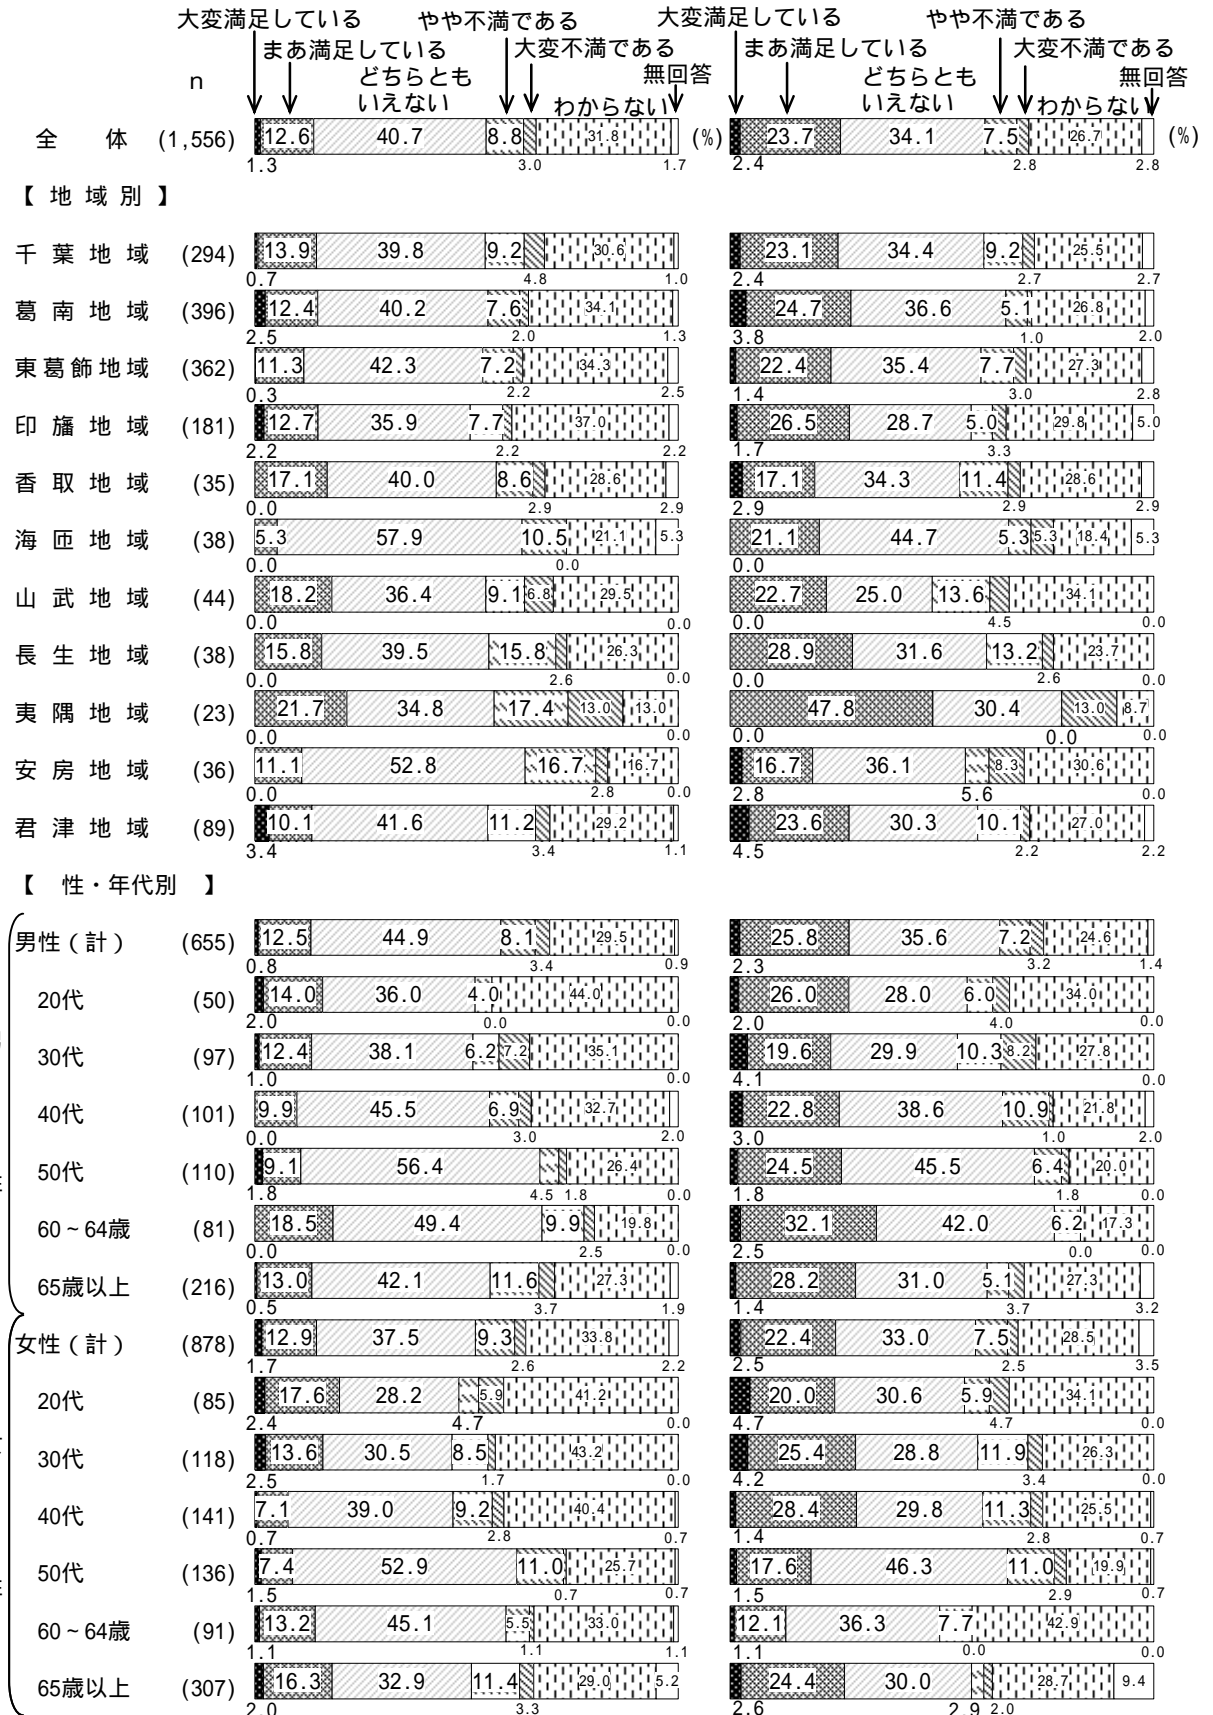 大変満足している やや不満である 大変満足している やや不満である
まあ満足している 大変不満である まあ満足している 大変不満である
n どちらとも 無回答 どちらとも 無回答
いえない わからない いえない わからない
全 体 (1,556) 12.6 40.7 8.8 31.8 (%) 23.7 34.1 7.5 26.7 (%)
1.3 3.0 1.7 2.4 2.8 2.8
【 地 域 別 】
千 葉 地 域 (294) 13.9 39.8 9.2 30.6 23.1 34.4 9.2 25.5
0.7 4.8 1.0 2.4 2.7 2.7
葛 南 地 域 (396) 12.4 40.2 7.6 34.1 24.7 36.6 5.1 26.8
2.5 2.0 1.3 3.8 1.0 2.0
東葛飾地域 (362) 11.3 42.3 7.2 34.3 22.4 35.4 7.7 27.3
0.3 2.2 2.5 1.4 3.0 2.8
印 旛 地 域 (181) 12.7 35.9 7.7 37.0 26.5 28.7 5.0 29.8 5.0
2.2 2.2 2.2 1.7 3.3
香 取 地 域 (35) 17.1 40.0 8.6 28.6 17.1 34.3 11.4 28.6
0.0 2.9 2.9 2.9 2.9 2.9
海 匝 地 域 (38) 5.3 57.9 10.5 21.1 5.3 21.1 44.7 5.3 5.3 18.4 5.3
0.0 0.0 0.0
山 武 地 域 (44) 18.2 36.4 9.1 6.8 29.5 22.7 25.0 13.6 34.1
0.0 0.0 0.0 4.5 0.0
長 生 地 域 (38) 15.8 39.5 15.8 26.3 28.9 31.6 13.2 23.7
0.0 2.6 0.0 0.0 2.6 0.0
夷 隅 地 域 (23) 21.7 34.8 17.4 13.0 13.0 47.8 30.4 13.0 8.7
0.0 0.0 0.0 0.0 0.0
安 房 地 域 (36) 11.1 52.8 16.7 16.7 16.7 36.1 8.3 30.6
0.0 2.8 0.0 2.8 5.6 0.0
君 津 地 域 (89) 10.1 41.6 11.2 29.2 23.6 30.3 10.1 27.0
3.4 3.4 1.1 4.5 2.2 2.2
【 性・年代別 】
男性（計） (655) 12.5 44.9 8.1 29.5 25.8 35.6 7.2 24.6
0.8 3.4 0.9 2.3 3.2 1.4
20代 (50) 14.0 36.0 4.0 44.0 26.0 28.0 6.0 34.0
2.0 0.0 0.0 2.0 4.0 0.0
30代 (97) 12.4 38.1 6.2 7.2 35.1 19.6 29.9 10.3 8.2 27.8
1.0 0.0 4.1 0.0
40代 (101) 9.9 45.5 6.9 32.7 22.8 38.6 10.9 21.8
0.0 3.0 2.0 3.0 1.0 2.0
50代 (110) 9.1 56.4 26.4 24.5 45.5 6.4 20.0
1.8 4.5 1.8 0.0 1.8 1.8 0.0
60~64歳 (81) 18.5 49.4 9.9 19.8 32.1 42.0 6.2 17.3
0.0 2.5 0.0 2.5 0.0 0.0
65歳以上 (216) 13.0 42.1 11.6 27.3 28.2 31.0 5.1 27.3
0.5 3.7 1.9 1.4 3.7 3.2
女性（計） (878) 12.9 37.5 9.3 33.8 22.4 33.0 7.5 28.5
1.7 2.6 2.2 2.5 2.5 3.5
20代 (85) 17.6 28.2 5.9 41.2 20.0 30.6 5.9 34.1
2.4 4.7 0.0 4.7 4.7 0.0
30代 (118) 13.6 30.5 8.5 43.2 25.4 28.8 11.9 26.3
2.5 1.7 0.0 4.2 3.4 0.0
40代 (141) 7.1 39.0 9.2 40.4 28.4 29.8 11.3 25.5
0.7 2.8 0.7 1.4 2.8 0.7
50代 (136) 7.4 52.9 11.0 25.7 17.6 46.3 11.0 19.9
1.5 0.7 0.7 1.5 2.9 0.7
60~64歳 (91) 13.2 45.1 5.5 33.0 12.1 36.3 7.7 42.9
1.1 1.1 1.1 1.1 0.0 0.0
65歳以上 (307) 16.3 32.9 11.4 29.0 5.2 24.4 30.0 28.7 9.4
2.0 3.3 2.6 2.9 2.0